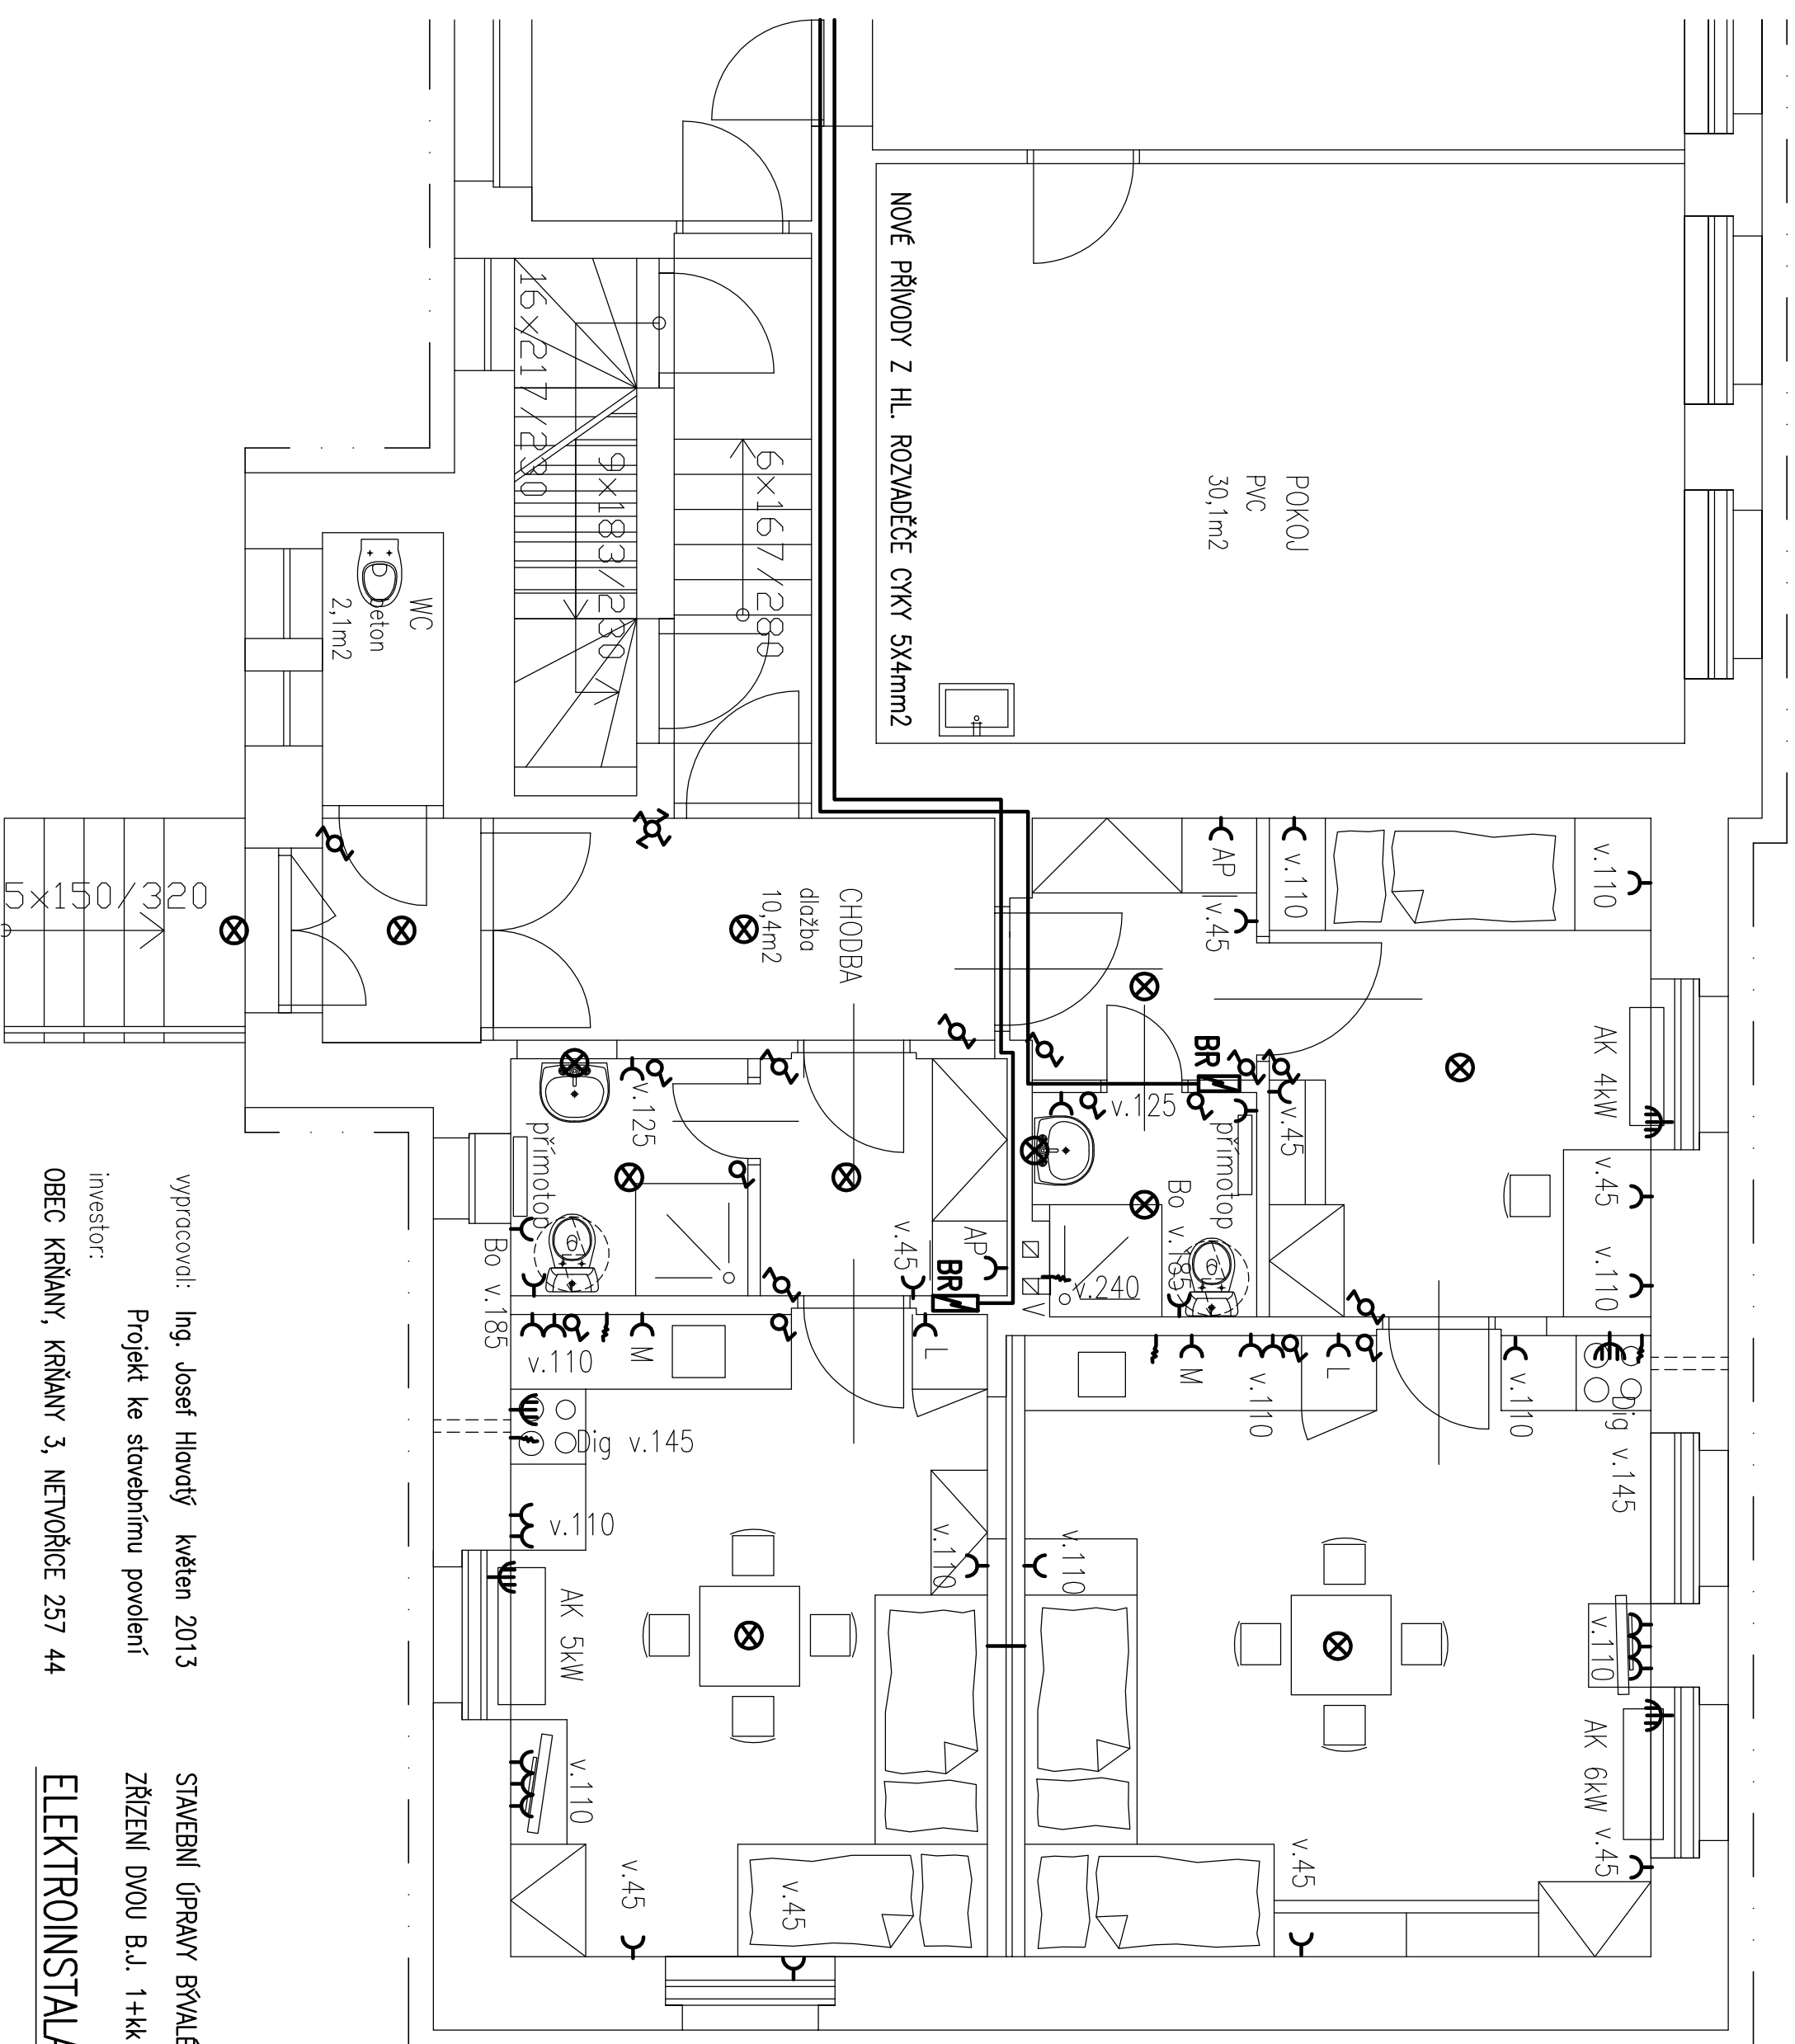 NOVÉ PŘÍVODY Z HL. ROZVADĚČE CYKY 5X4mm2
POKOJ
PVC
30,1m2
16x217/230
9x183/230
6x167/280
WC
beton
2,1m2
5x150/320
CHODBA
dlažba
10,4m2
AP
v.45
v.110
v.110
AK 4kW
v.45
v.110
BR
v.45
v.125
přímotop
Bo v.185
v.240
V
v.125
přímotop
Bo v.185
AP
v.45
BR
v.110
M
L
Dig v.145
v.110
AK 5kW
v.110
v.110
v.45
v.45
M
v.110
L
v.110
Dig v.145
v.110
v.110
AK 6kW
v.45
v.45
vypracoval: Ing. Josef Hlavatý květen 2013
Projekt ke stavebnímu povolení
investor:
OBEC KRŇANY, KRŇANY 3, NETVOŘICE 257 44
STAVEBNÍ ÚPRAVY BÝVALÉ
ZŘÍZENÍ DVOU B.J. 1+kk
ELEKTROINSTALA